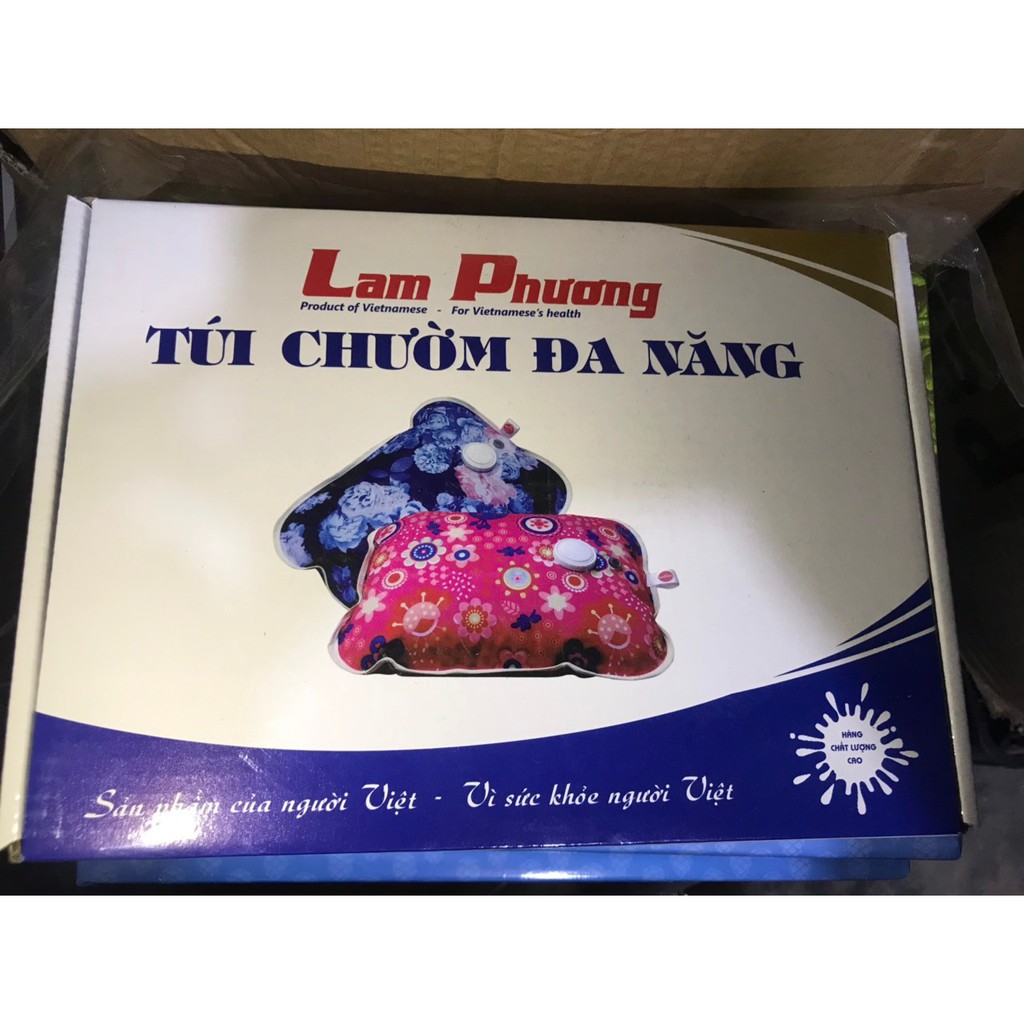 Lam Phương
Product of Vietnamese - For Vietnamese's health
TÚI CHƯỜM ĐA NĂNG
HÀNG
CHẤT LƯỢNG
CAO
Sản phẩm của người Việt - Vì sức khỏe người Việt